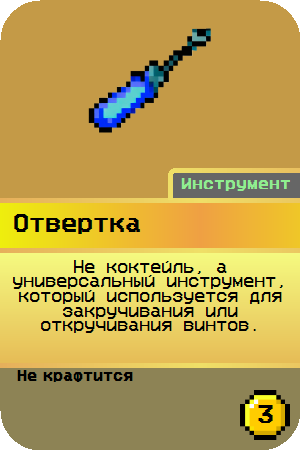 Инструмент
Отвертка
Не коктейль, а
универсальный инструмент,
который используется для
закручивания или
откручивания винтов.
Не крафтится
3